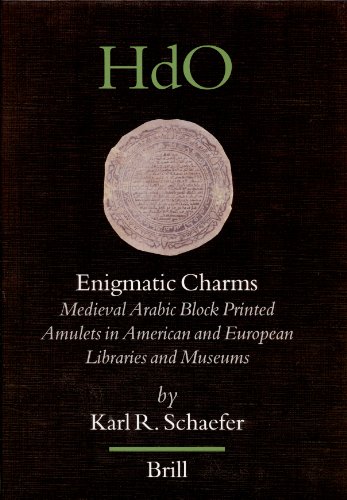 HdO
Enigmatic Charms
Medieval Arabic Block Printed
Amulets in American and European
Libraries and Museums
by
Karl R. Schaefer
Brill